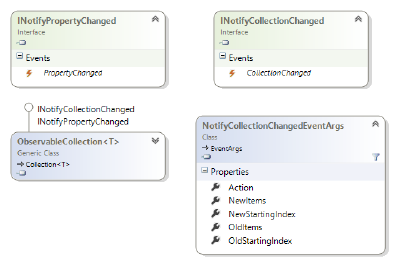 INotifyPropertyChanged
Interface
Events
PropertyChanged
INotifyCollectionChanged
Interface
Events
CollectionChanged
INotifyCollectionChanged
INotifyPropertyChanged
ObservableCollection<T>
Generic Class
Collection<T>
NotifyCollectionChangedEventArgs
Class
EventArgs
Properties
Action
NewItems
NewStartingIndex
OldItems
OldStartingIndex